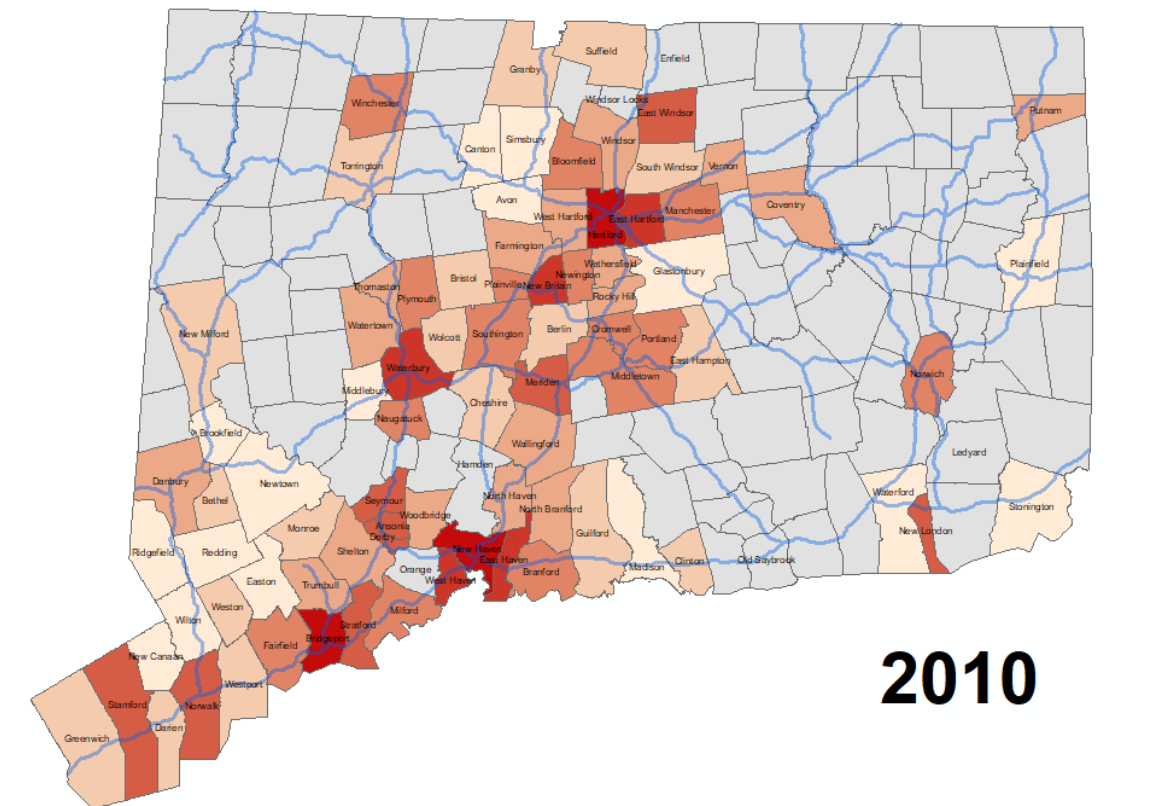 Suffield
Enfield
Granby
Windsor Locks
Winchester
East Windsor
Putnam
Simsbury
Windsor
Canton
Bloomfield
Torrington
South Windsor
Vernon
Avon
Coventry
West Hartford
East Hartford
Manchester
Hartford
Farmington
Plainfield
Wethersfield
Glastonbury
Newington
Bristol
Plainville
New Britain
Thomaston
Plymouth
Rocky Hill
Watertown
New Milford
Wolcott
Southington
Berlin
Cromwell
Portland
East Hampton
Waterbury
Norwich
Middletown
Meriden
Middlebury
Cheshire
Naugatuck
Brookfield
Wallingford
Ledyard
Hamden
Danbury
Newtown
Bethel
Waterford
North Haven
Seymour
Stonington
North Branford
Woodbridge
Ansonia
Monroe
New London
Guilford
Derby
Ridgefield
Redding
Shelton
New Haven
East Haven
Clinton
Old Saybrook
Orange
Madison
Branford
Easton
West Haven
Trumbull
Weston
Milford
Wilton
Stratford
Bridgeport
Fairfield
New Canaan
Westport
2010
Stamford
Norwalk
Darien
Greenwich